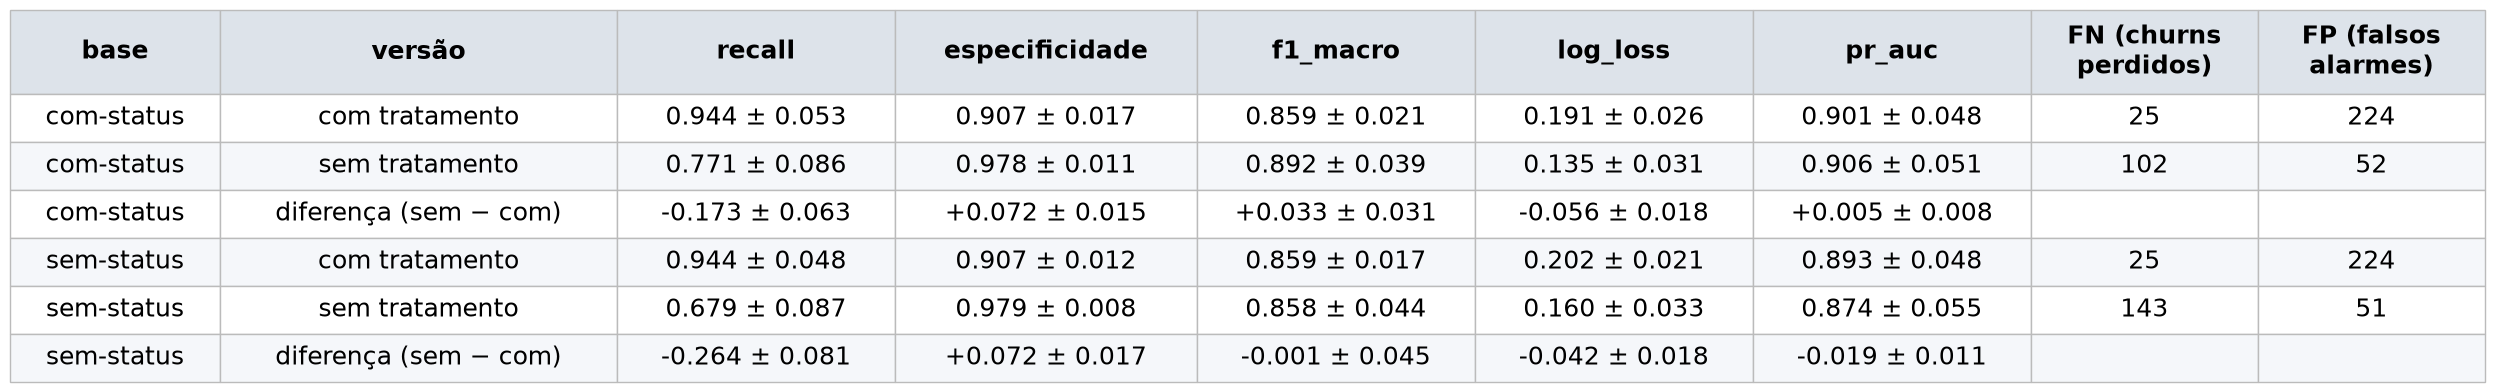 base versão recall especificidade f1_macro log_loss pr_auc FN (churns perdidos) FP (falsos alarmes)
com-status com tratamento 0.944 ± 0.053 0.907 ± 0.017 0.859 ± 0.021 0.191 ± 0.026 0.901 ± 0.048 25 224
com-status sem tratamento 0.771 ± 0.086 0.978 ± 0.011 0.892 ± 0.039 0.135 ± 0.031 0.906 ± 0.051 102 52
com-status diferença (sem − com) -0.173 ± 0.063 +0.072 ± 0.015 +0.033 ± 0.031 -0.056 ± 0.018 +0.005 ± 0.008
sem-status com tratamento 0.944 ± 0.048 0.907 ± 0.012 0.859 ± 0.017 0.202 ± 0.021 0.893 ± 0.048 25 224
sem-status sem tratamento 0.679 ± 0.087 0.979 ± 0.008 0.858 ± 0.044 0.160 ± 0.033 0.874 ± 0.055 143 51
sem-status diferença (sem − com) -0.264 ± 0.081 +0.072 ± 0.017 -0.001 ± 0.045 -0.042 ± 0.018 -0.019 ± 0.011